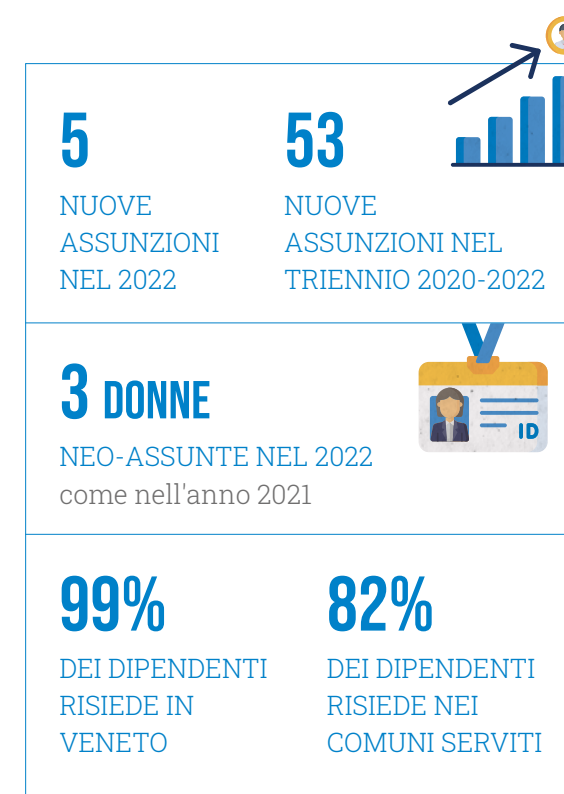 5
NUOVE
ASSUNZIONI
NEL 2022
53
NUOVE
ASSUNZIONI NEL
TRIENNIO 2020-2022
3 DONNE
NEO-ASSUNTE NEL 2022
come nell'anno 2021
ID
99%
DEI DIPENDENTI
RISIEDE IN
VENETO
82%
DEI DIPENDENTI
RISIEDE NEI
COMUNI SERVITI